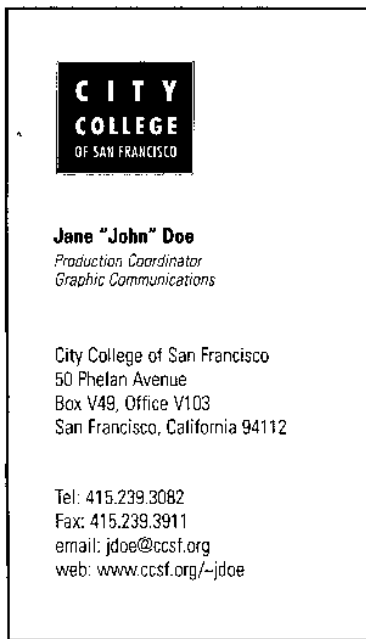 CITY
COLLEGE
OF SAN FRANCISCO
Jane "John" Doe
Production Coordinator
Graphic Communications
City College of San Francisco
50 Phelan Avenue
Box V49, Office V103
San Francisco, California 94112
Tel: 415.239.3082
Fax: 415.239.3911
email: jdoe@ccsf.org
web: www.ccsf.org/~jdoe